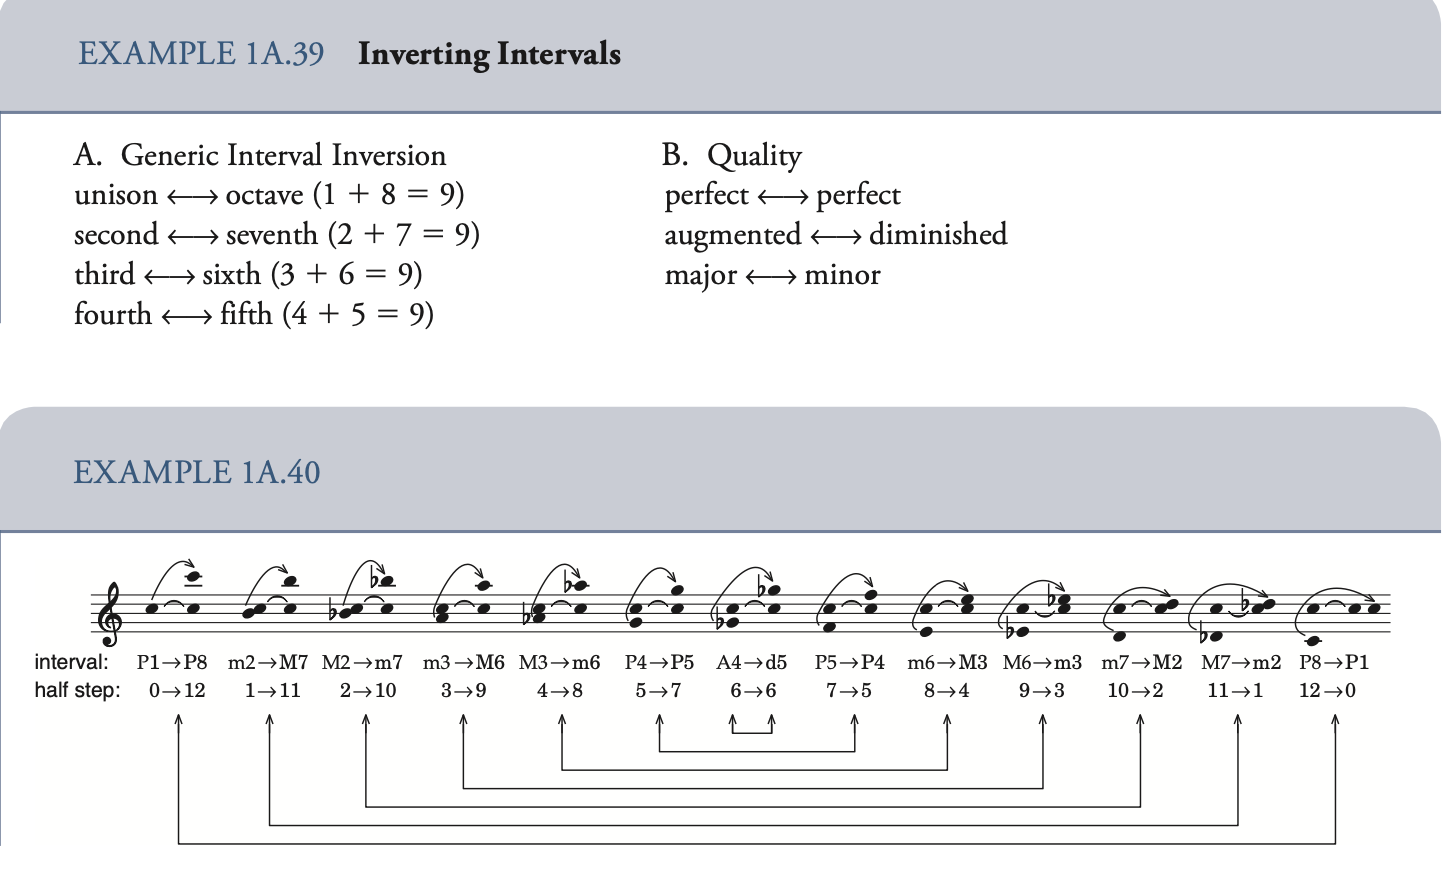 EXAMPLE 1A.39 Inverting Intervals
A. Generic Interval Inversion
unison ⟷ octave (1 + 8 = 9)
second ⟷ seventh (2 + 7 = 9)
third ⟷ sixth (3 + 6 = 9)
fourth ⟷ fifth (4 + 5 = 9)
B. Quality
perfect ⟷ perfect
augmented ⟷ diminished
major ⟷ minor
EXAMPLE 1A.40
interval: P1→P8 m2→M7 M2→m7 m3→M6 M3→m6 P4→P5 A4→d5 P5→P4 m6→M3 M6→m3 m7→M2 M7→m2 P8→P1
half step: 0→12 1→11 2→10 3→9 4→8 5→7 6→6 7→5 8→4 9→3 10→2 11→1 12→0